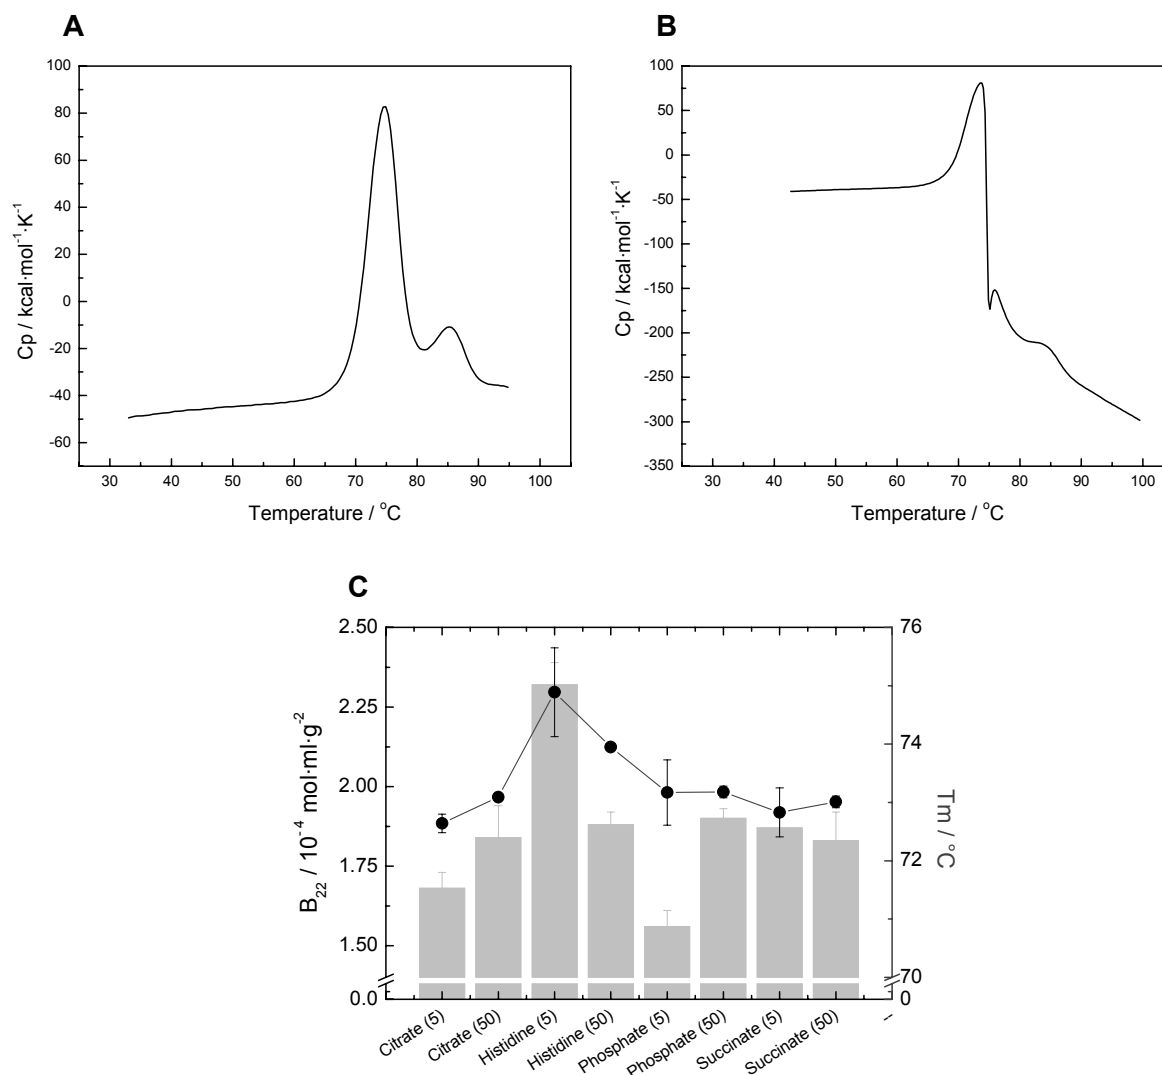 A
B
100
80
60
40
20
0
-20
-40
-60
Cp / kcal·mol⁻¹·K⁻¹
30 40 50 60 70 80 90 100
Temperature / °C
100
50
0
-50
-100
-150
-200
-250
-300
-350
Cp / kcal·mol⁻¹·K⁻¹
30 40 50 60 70 80 90 100
Temperature / °C
C
2.50
2.25
2.00
1.75
1.50
0.0
B₂₂ / 10⁻⁴ mol·ml·g⁻²
76
74
72
70
0
Tm / °C
Citrate (5)
Citrate (50)
Histidine (5)
Histidine (50)
Phosphate (5)
Phosphate (50)
Succinate (5)
Succinate (50)
--